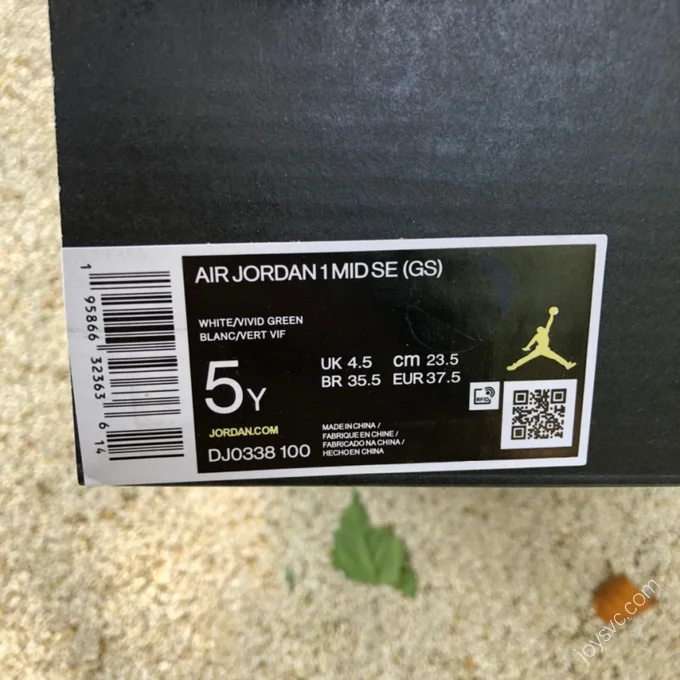 AIR JORDAN 1 MID SE (GS)
WHITE/VIVID GREEN
BLANC/VERT VIF
5Y
UK 4.5 cm 23.5
BR 35.5 EUR 37.5
JORDAN.COM
DJ0338 100
MADE IN CHINA /
FABRIQUE EN CHINE /
FABRICADO NA CHINA /
HECHO EN CHINA
RFID
1 95866 32363 6 14
joysvc.com